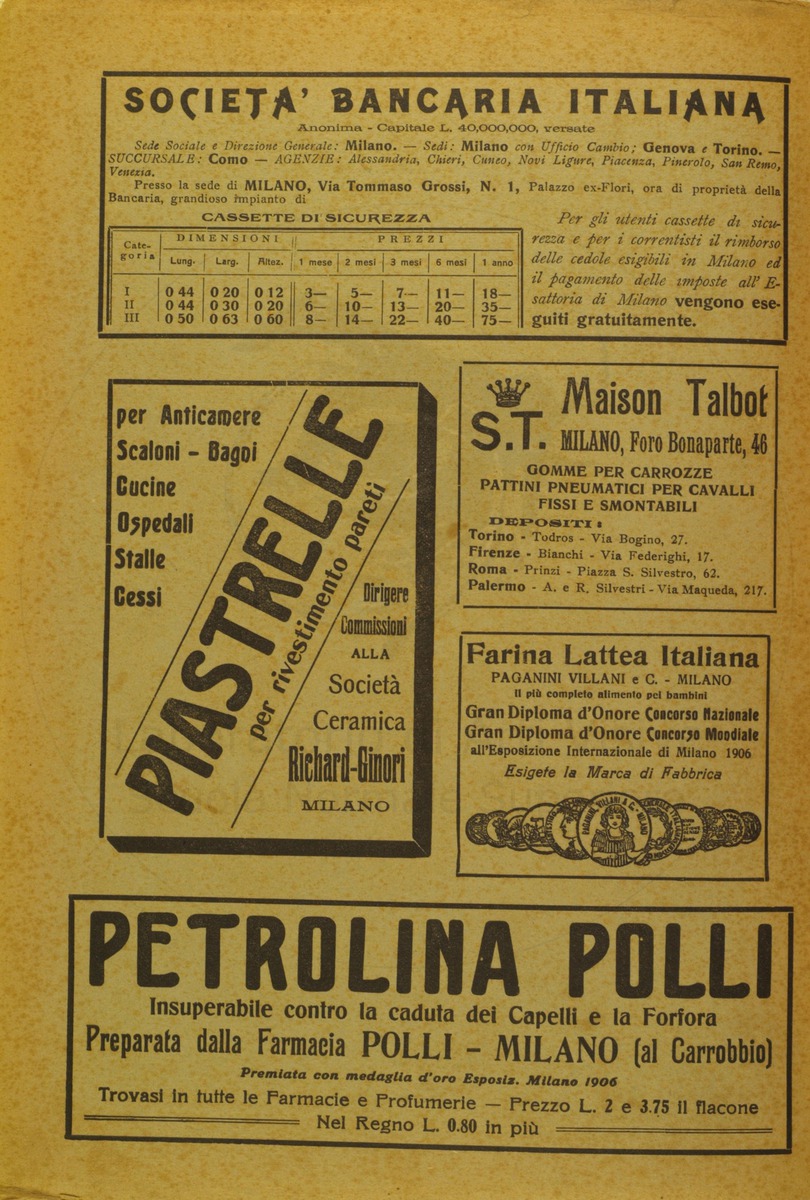 SOCIETA' BANCARIA ITALIANA
Anonima - Capitale L. 40,000,000, versate
Sede Sociale e Direzione Generale: Milano. — Sedi: Milano con Ufficio Cambio; Genova e Torino. —
SUCCURSALE: Como — AGENZIE: Alessandria, Chieri, Cuneo, Novi Ligure, Piacenza, Pinerolo, San Remo,
Venezia.
Presso la sede di MILANO, Via Tommaso Grossi, N. 1, Palazzo ex-Flori, ora di proprietà della
Bancaria, grandioso impianto di
CASSETTE DI SICUREZZA
Categoria DIMENSIONI PREZZI
Lung. Larg. Altez. 1 mese 2 mesi 3 mesi 6 mesi 1 anno
I 0 44 0 20 0 12 3— 5— 7— 11— 18—
II 0 44 0 30 0 20 6— 10— 13— 20— 35—
III 0 50 0 63 0 60 8— 14— 22— 40— 75—
Per gli utenti cassette di sicu-
rezza e per i correntisti il rimborso
delle cedole esigibili in Milano ed
il pagamento delle imposte all' E-
sattoria di Milano vengono ese-
guiti gratuitamente.
per Anticamere
Scaloni - Bagni
Cucine
Ospedali
Stalle
Cessi
PIASTRELLE
per rivestimento pareti
Dirigere
Commissioni
ALLA
Società
Ceramica
Richard-Ginori
MILANO
S.T.
Maison Talbot
MILANO, Foro Bonaparte, 46
GOMME PER CARROZZE
PATTINI PNEUMATICI PER CAVALLI
FISSI E SMONTABILI
DEPOSITI:
Torino - Todros - Via Bogino, 27.
Firenze - Bianchi - Via Federighi, 17.
Roma - Prinzi - Piazza S. Silvestro, 62.
Palermo - A. e R. Silvestri - Via Maqueda, 217.
Farina Lattea Italiana
PAGANINI VILLANI e C. - MILANO
Il più completo alimento pei bambini
Gran Diploma d'Onore Concorso Nazionale
Gran Diploma d'Onore Concorso Mondiale
all'Esposizione Internazionale di Milano 1906
Esigete la Marca di Fabbrica
PAGANINI, VILLANI & C. - MILANO
PETROLINA POLLI
Insuperabile contro la caduta dei Capelli e la Forfora
Preparata dalla Farmacia POLLI - MILANO (al Carrobbio)
Premiata con medaglia d'oro Esposiz. Milano 1906
Trovasi in tutte le Farmacie e Profumerie — Prezzo L. 2 e 3.75 il flacone
Nel Regno L. 0.80 in più